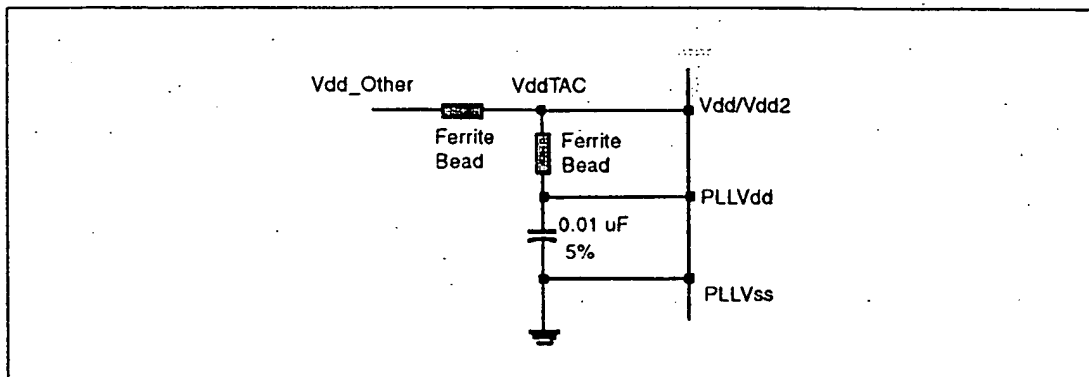 Vdd_Other
VddTAC
Vdd/Vdd2
Ferrite
Bead
Ferrite
Bead
PLLVdd
0.01 uF
5%
PLLVss